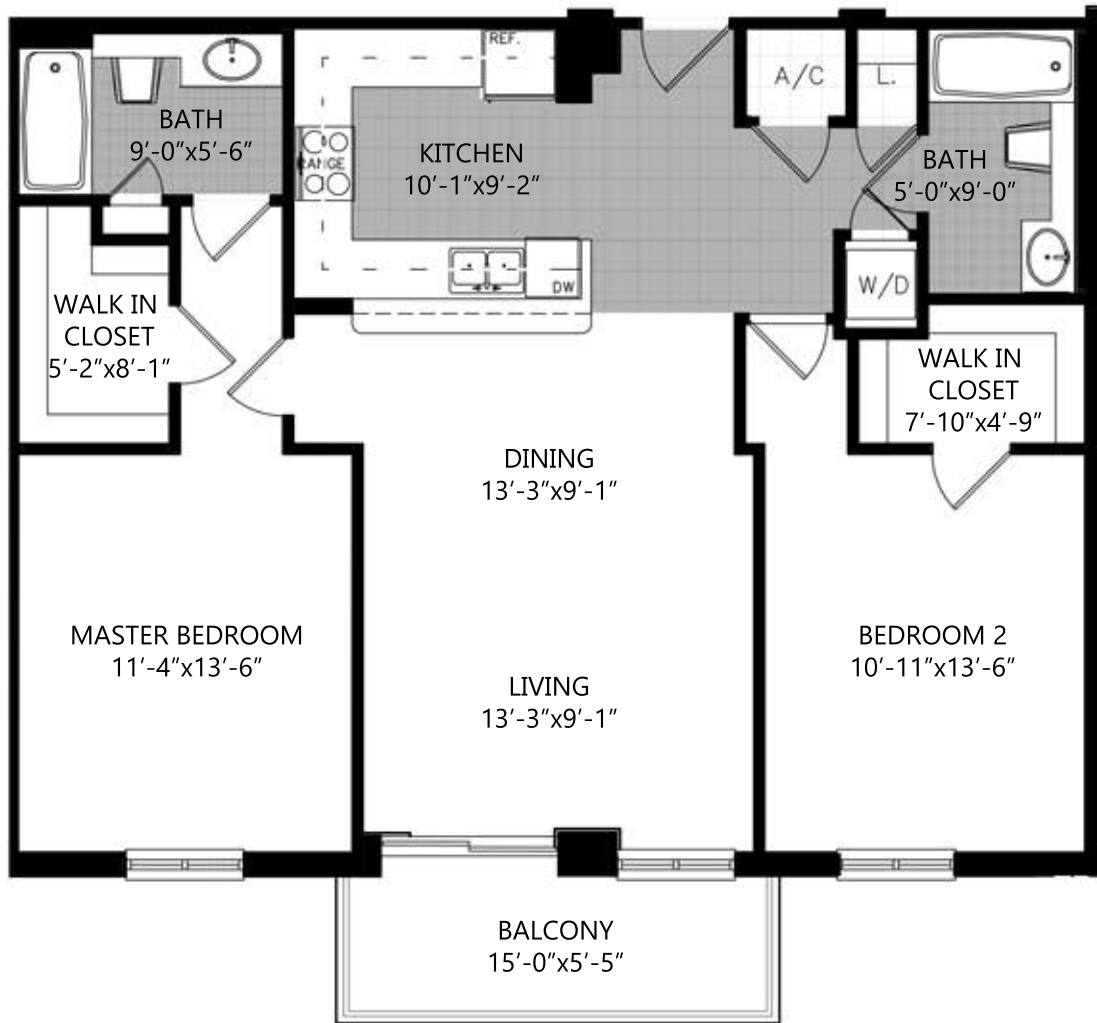 REF.
A/C
L.
BATH
9'-0"x5'-6"
KITCHEN
10'-1"x9'-2"
RANGE
BATH
5'-0"x9'-0"
DW
W/D
WALK IN
CLOSET
5'-2"x8'-1"
WALK IN
CLOSET
7'-10"x4'-9"
DINING
13'-3"x9'-1"
MASTER BEDROOM
11'-4"x13'-6"
BEDROOM 2
10'-11"x13'-6"
LIVING
13'-3"x9'-1"
BALCONY
15'-0"x5'-5"